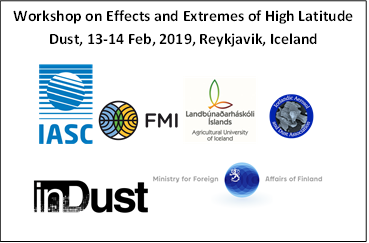 Workshop on Effects and Extremes of High Latitude
Dust, 13-14 Feb, 2019, Reykjavik, Iceland
IASC
FMI
Landbúnaðarháskóli
Íslands
Agricultural University
of Iceland
Icelandic Aerosol
and Dust Association
inDust
Ministry for Foreign Affairs of Finland